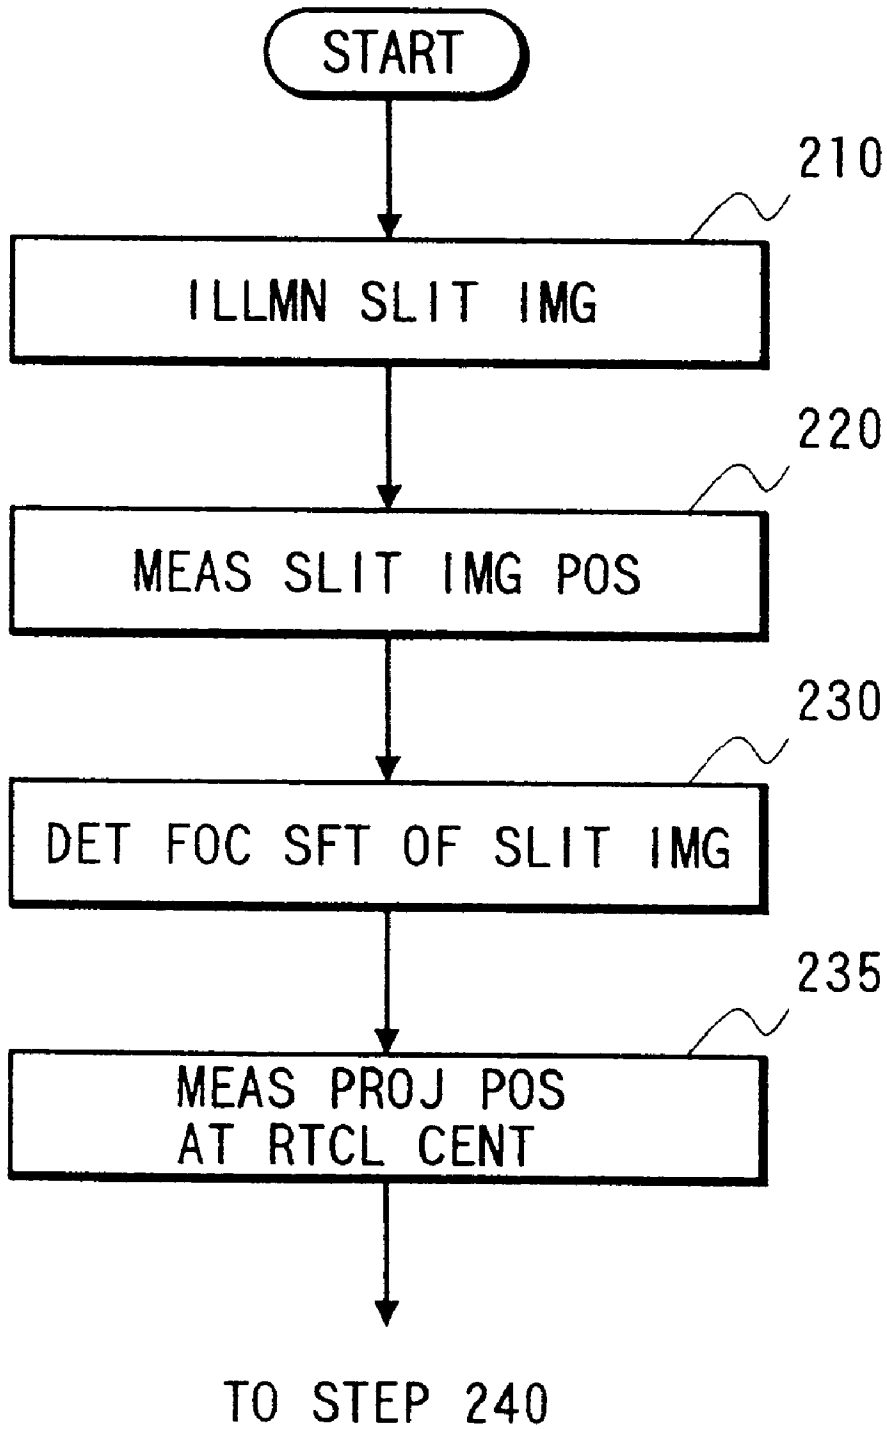 START
210
ILLMN SLIT IMG
220
MEAS SLIT IMG POS
230
DET FOC SFT OF SLIT IMG
235
MEAS PROJ POS
AT RTCL CENT
TO STEP 240